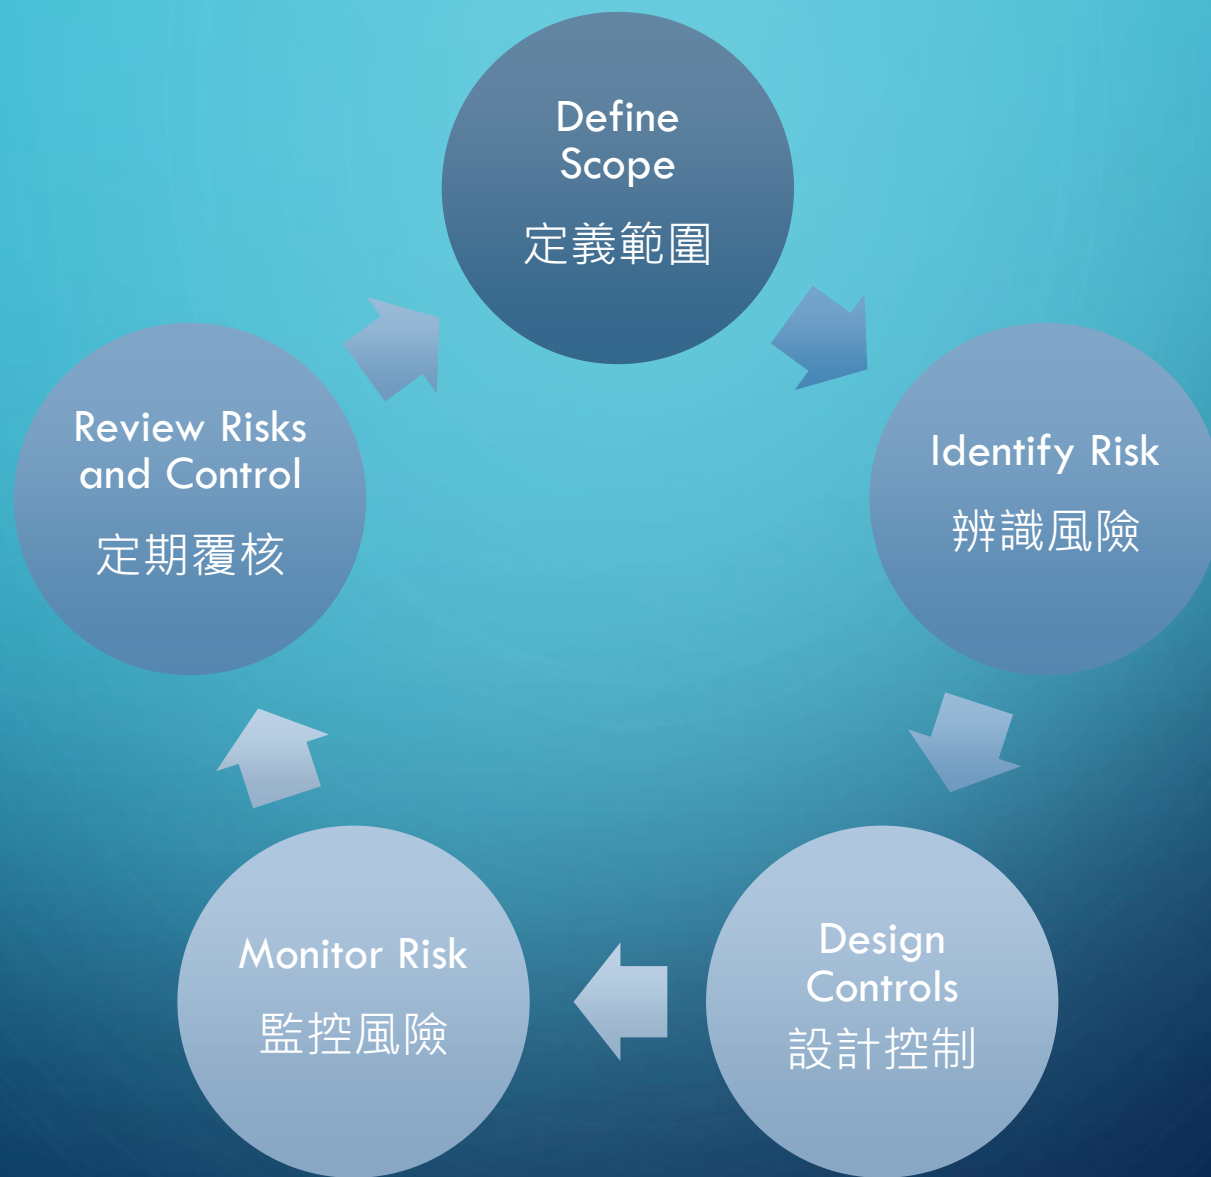 Define
Scope
定義範圍
Identify Risk
辨識風險
Design
Controls
設計控制
Monitor Risk
監控風險
Review Risks
and Control
定期覆核